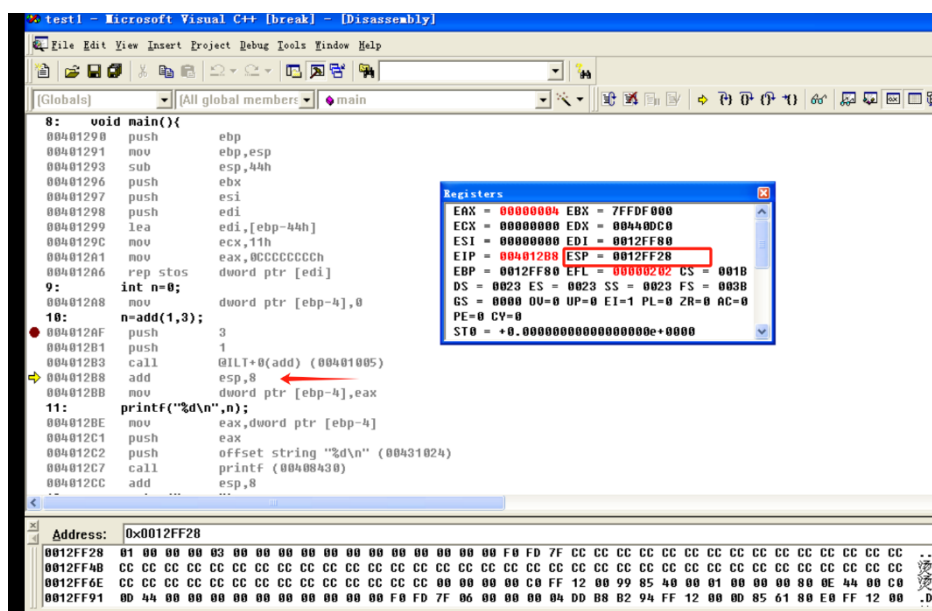 test1 - Microsoft Visual C++ [break] - [Disassembly]
File Edit View Insert Project Debug Tools Window Help
(Globals) (All global members main
8: void main(){
00401290 push ebp
00401291 mov ebp,esp
00401293 sub esp,44h
00401296 push ebx
00401297 push esi
00401298 push edi
00401299 lea edi,[ebp-44h]
0040129C mov ecx,11h
004012A1 mov eax,0CCCCCCCCh
004012A6 rep stos dword ptr [edi]
9: int n=0;
004012A8 mov dword ptr [ebp-4],0
10: n=add(1,3);
004012AF push 3
004012B1 push 1
004012B3 call @ILT+0(add) (00401005)
004012B8 add esp,8
004012BB mov dword ptr [ebp-4],eax
11: printf("%d\n",n);
004012BE mov eax,dword ptr [ebp-4]
004012C1 push eax
004012C2 push offset string "%d\n" (00431024)
004012C7 call printf (00408430)
004012CC add esp,8
Registers
EAX = 00000004 EBX = 7FFDF000
ECX = 00000000 EDX = 00440DC0
ESI = 00000000 EDI = 0012FF80
EIP = 004012B8 ESP = 0012FF28
EBP = 0012FF80 EFL = 00000202 CS = 001B
DS = 0023 ES = 0023 SS = 0023 FS = 003B
GS = 0000 OV=0 UP=0 EI=1 PL=0 ZR=0 AC=0
PE=0 CY=0
ST0 = +0.00000000000000000e+0000
Address: 0x0012FF28
0012FF28 01 00 00 00 03 00 00 00 00 00 00 00 00 00 00 00 00 F0 FD 7F CC CC CC CC CC CC CC CC CC CC CC CC CC CC CC ..
0012FF4B CC CC CC CC CC CC CC CC CC CC CC CC CC CC CC CC CC CC CC CC CC CC CC CC CC CC CC CC CC CC CC CC CC CC CC 烫
0012FF6E CC CC CC CC CC CC CC CC CC CC CC CC CC CC 00 00 00 00 C0 FF 12 00 99 85 40 00 01 00 00 00 80 0E 44 00 C0 烫
0012FF91 0D 44 00 00 00 00 00 00 00 00 00 00 F0 FD 7F 06 00 00 00 04 DD B8 B2 94 FF 12 00 0D 85 61 80 E0 FF 12 00 .D